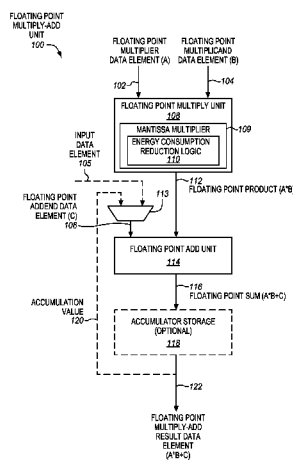 FLOATING POINT
MULTIPLY-ADD
UNIT
100
FLOATING POINT
MULTIPLIER
DATA ELEMENT (A)
FLOATING POINT
MULTIPLICAND
DATA ELEMENT (B)
102
104
FLOATING POINT MULTIPLY UNIT
108
109
MANTISSA MULTIPLIER
ENERGY CONSUMPTION
REDUCTION LOGIC
110
INPUT
DATA
ELEMENT
105
112
FLOATING POINT PRODUCT (A*B
113
FLOATING POINT
ADDEND DATA
ELEMENT (C)
106
FLOATING POINT ADD UNIT
114
116
FLOATING POINT SUM (A*B+C)
ACCUMULATION
VALUE
120
ACCUMULATOR STORAGE
(OPTIONAL)
118
122
FLOATING POINT
MULTIPLY-ADD
RESULT DATA
ELEMENT
(A*B+C)